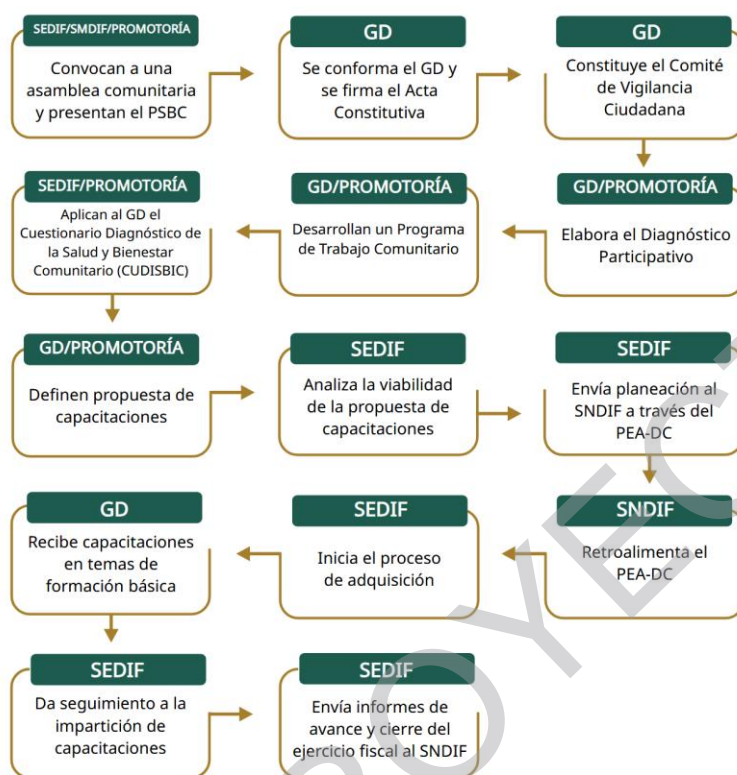 SEDIF/SMDIF/PROMOTORÍA
Convocan a una
asamblea comunitaria
y presentan el PSBC
GD
Se conforma el GD y
se firma el Acta
Constitutiva
GD
Constituye el Comité
de Vigilancia
Ciudadana
GD/PROMOTORÍA
Elabora el Diagnóstico
Participativo
GD/PROMOTORÍA
Desarrollan un Programa
de Trabajo Comunitario
SEDIF/PROMOTORÍA
Aplican al GD el
Cuestionario Diagnóstico de
la Salud y Bienestar
Comunitario (CUDISBIC)
GD/PROMOTORÍA
Definen propuesta de
capacitaciones
SEDIF
Analiza la viabilidad
de la propuesta de
capacitaciones
SEDIF
Envía planeación al
SNDIF a través del
PEA-DC
SNDIF
Retroalimenta el
PEA-DC
SEDIF
Inicia el proceso
de adquisición
GD
Recibe capacitaciones
en temas de
formación básica
SEDIF
Da seguimiento a la
impartición de
capacitaciones
SEDIF
Envía informes de
avance y cierre del
ejercicio fiscal al SNDIF